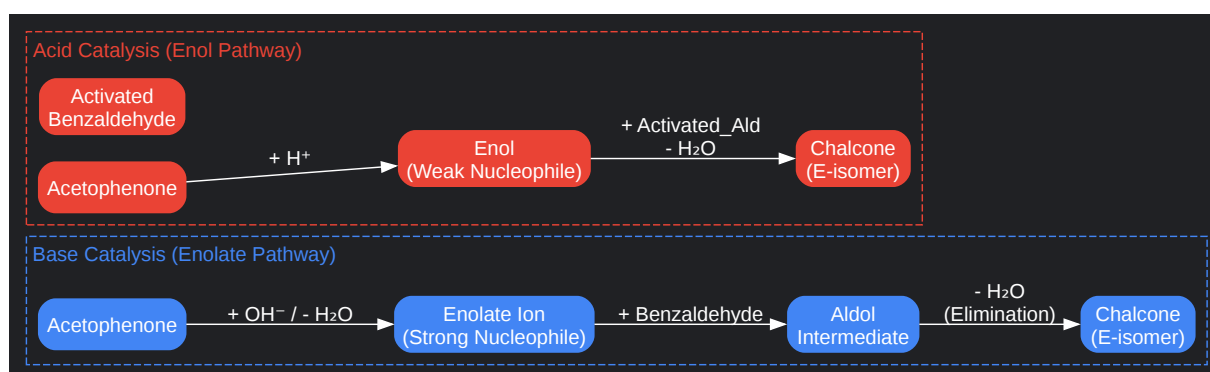 Acid Catalysis (Enol Pathway)
Activated
Benzaldehyde
Acetophenone
+ H⁺
Enol
(Weak Nucleophile)
+ Activated_Ald
- H₂O
Chalcone
(E-isomer)
Base Catalysis (Enolate Pathway)
Acetophenone
+ OH⁻ / - H₂O
Enolate Ion
(Strong Nucleophile)
+ Benzaldehyde
Aldol
Intermediate
- H₂O
(Elimination)
Chalcone
(E-isomer)